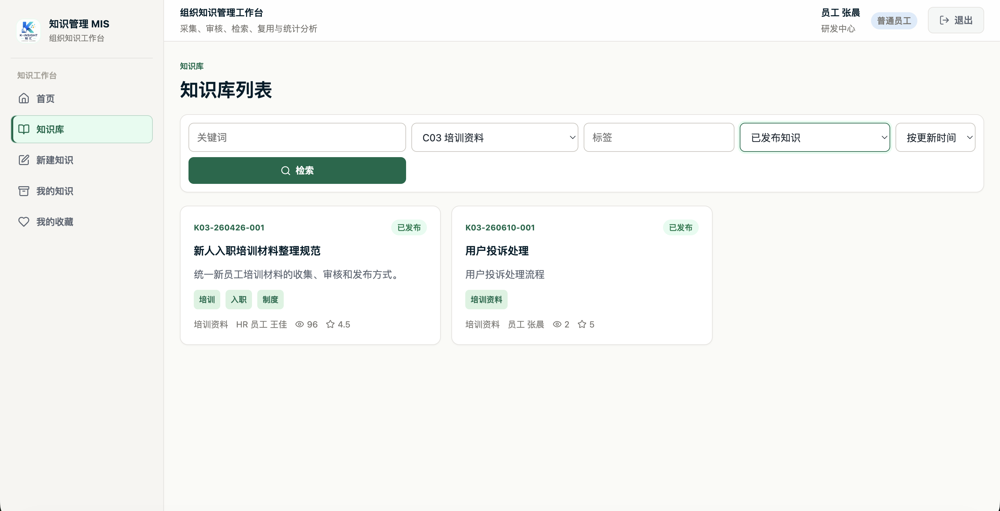 K-INSIGHT
知汇
知识管理 MIS
组织知识工作台
知识工作台
首页
知识库
新建知识
我的知识
我的收藏
组织知识管理工作台
采集、审核、检索、复用与统计分析
员工 张晨
研发中心
普通员工
退出
知识库
知识库列表
关键词
C03 培训资料
标签
已发布知识
按更新时间
检索
K03-260426-001
已发布
新人入职培训材料整理规范
统一新员工培训材料的收集、审核和发布方式。
培训 入职 制度
培训资料 HR 员工 王佳 96 4.5
K03-260610-001
已发布
用户投诉处理
用户投诉处理流程
培训资料
培训资料 员工 张晨 2 5